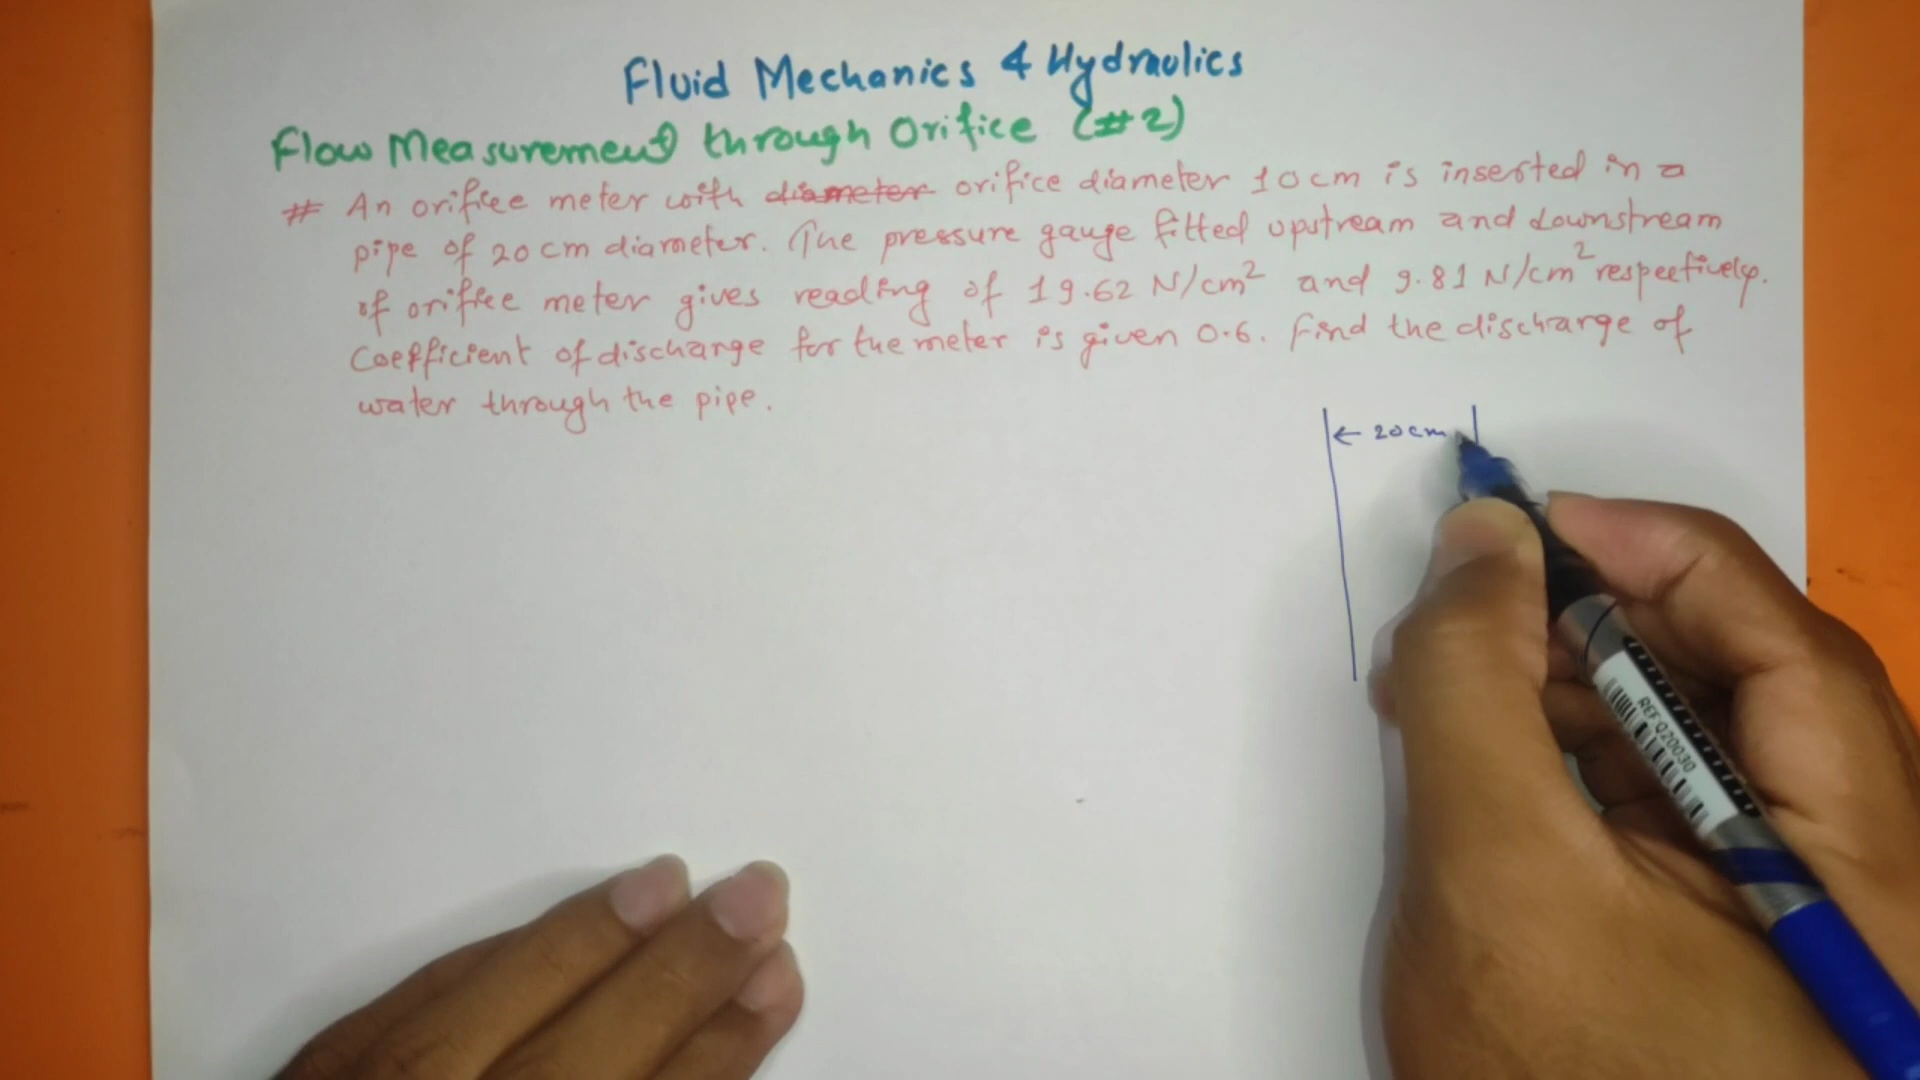 Fluid Mechanics & Hydraulics
Flow Measurement through Orifice (#2)
# An orifice meter with diameter orifice diameter 10cm is inserted in a
pipe of 20 cm diameter. The pressure gauge fitted upstream and downstream
of orifice meter gives reading of 19.62 N/cm² and 9.81 N/cm² respectively.
Coefficient of discharge for the meter is given 0.6. Find the discharge of
water through the pipe.
← 20cm
REF Q20030